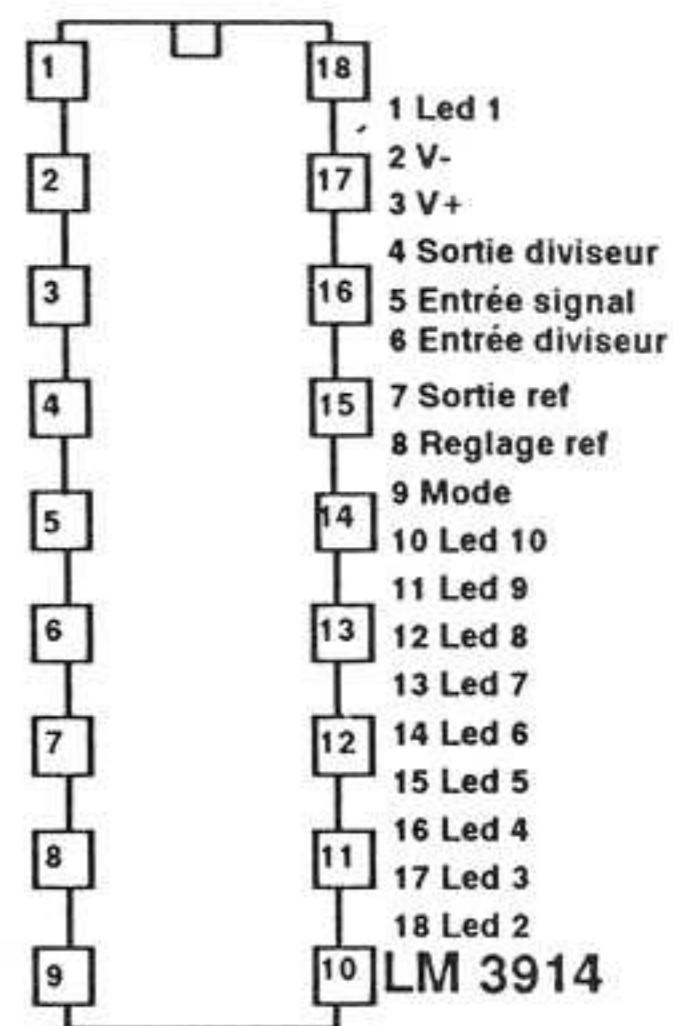 1
2
3
4
5
6
7
8
9
18
17
16
15
14
13
12
11
10
1 Led 1
2 V-
3 V+
4 Sortie diviseur
5 Entrée signal
6 Entrée diviseur
7 Sortie ref
8 Reglage ref
9 Mode
10 Led 10
11 Led 9
12 Led 8
13 Led 7
14 Led 6
15 Led 5
16 Led 4
17 Led 3
18 Led 2
LM 3914